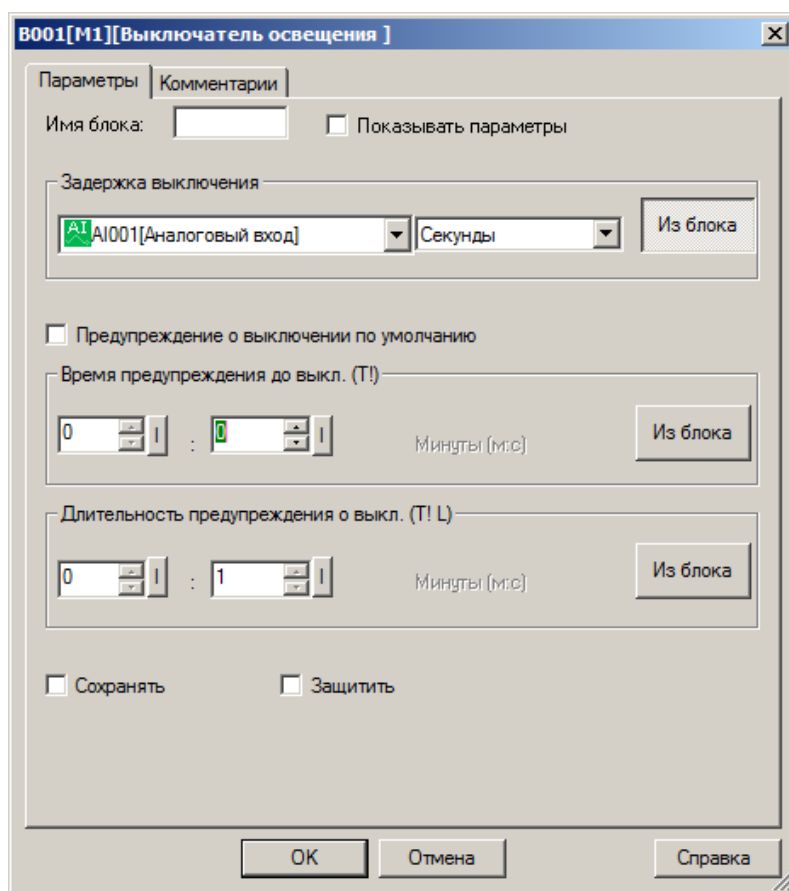 B001[M1][Выключатель освещения ]
Параметры Комментарии
Имя блока: Показывать параметры
Задержка выключения
AI AI001[Аналоговый вход] Секунды Из блока
Предупреждение о выключении по умолчанию
Время предупреждения до выкл. (T!)
0 : 0 Минуты (м:с) Из блока
Длительность предупреждения о выкл. (T! L)
0 : 1 Минуты (м:с) Из блока
Сохранять Защитить
OK Отмена Справка